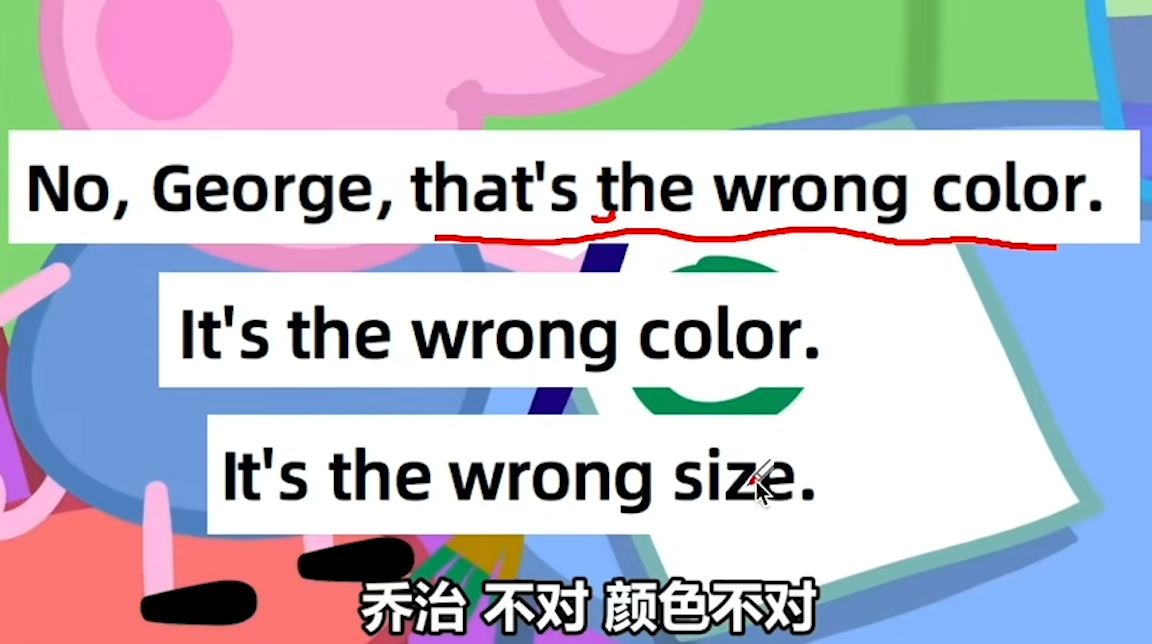 No, George, that's the wrong color.
It's the wrong color.
It's the wrong size.
乔治 不对 颜色不对